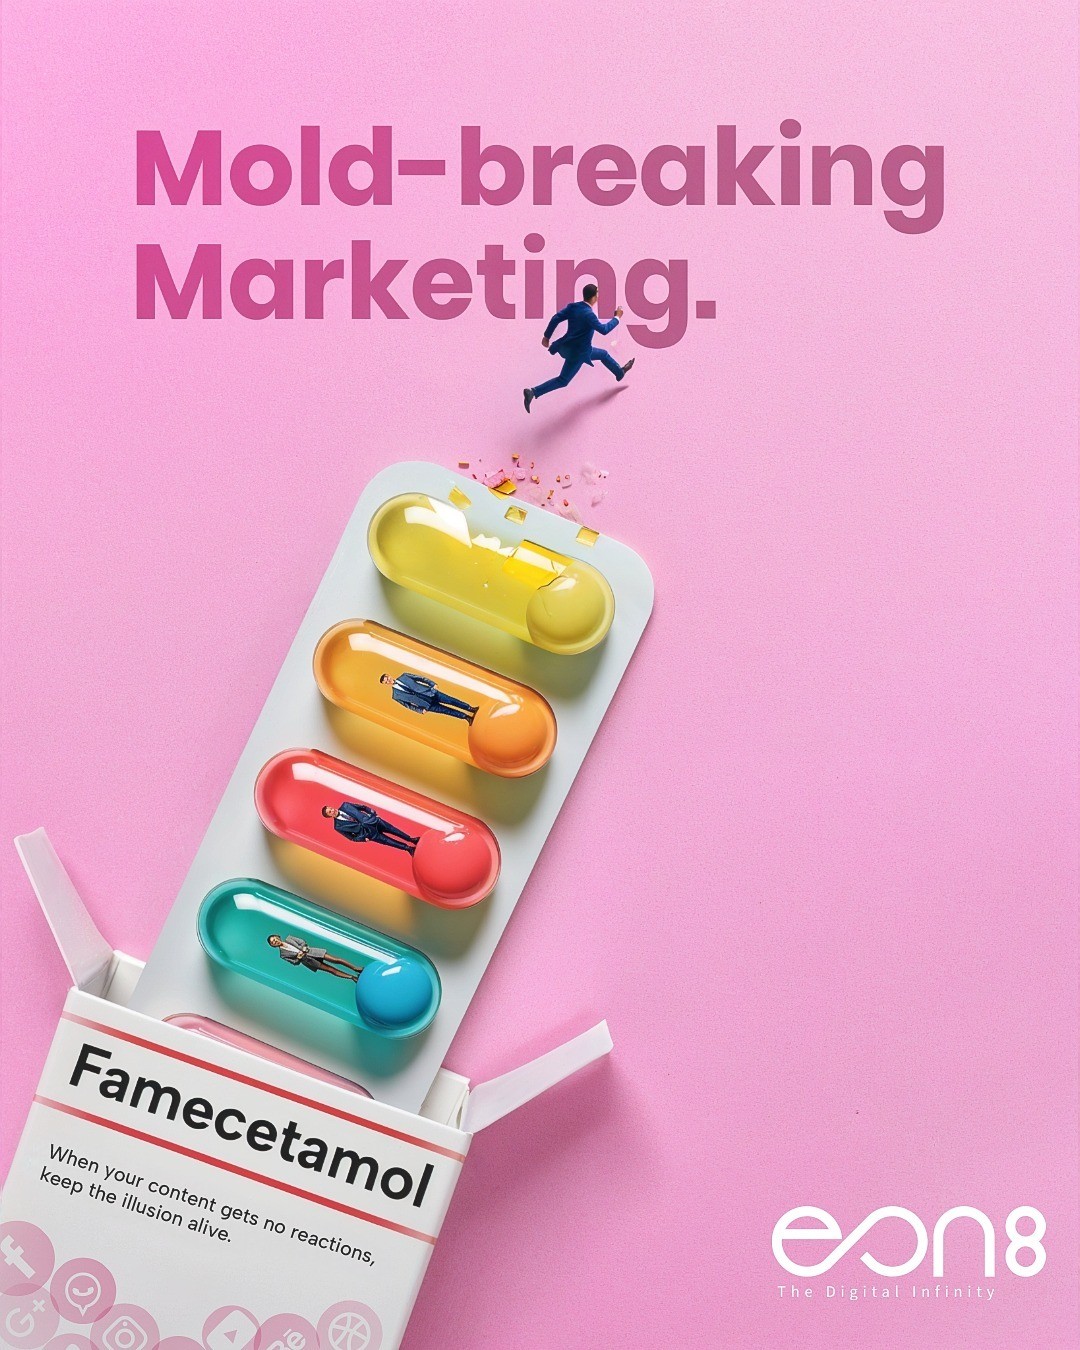 Mold-breaking
Marketing.
Famecetamol
When your content gets no reactions,
keep the illusion alive.
eon8
The Digital Infinity